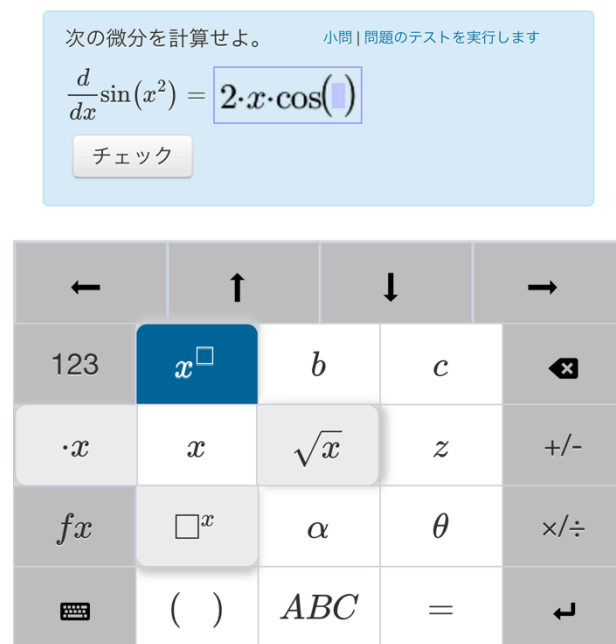 次の微分を計算せよ。 小問 | 問題のテストを実行します
d/dx sin(x²) = 2·x·cos( )
チェック
← ↑ ↓ →
123 x^□ b c
·x x √x z +/-
fx □^x α θ ×/÷
( ) ABC =